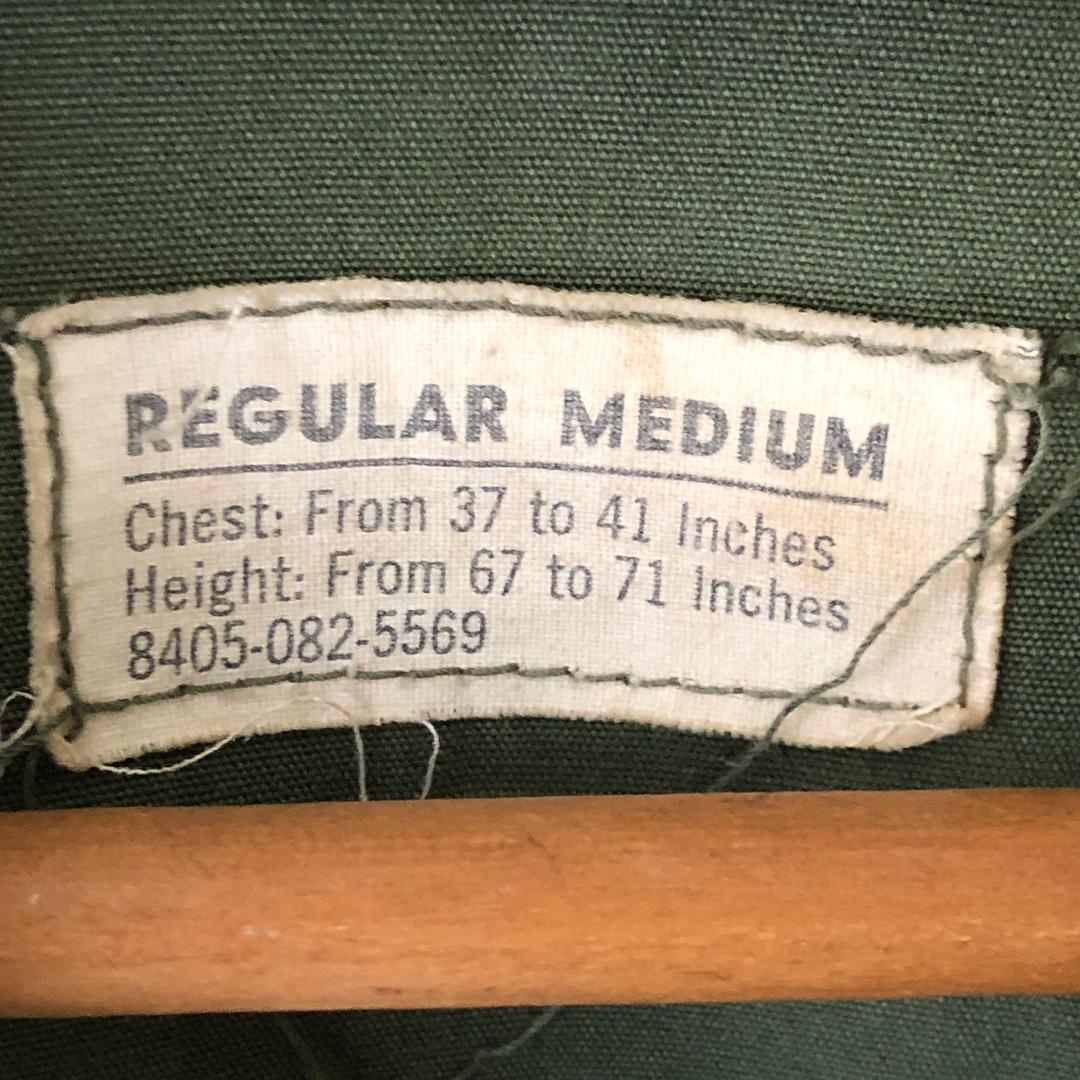 REGULAR MEDIUM
Chest: From 37 to 41 Inches
Height: From 67 to 71 Inches
8405-082-5569